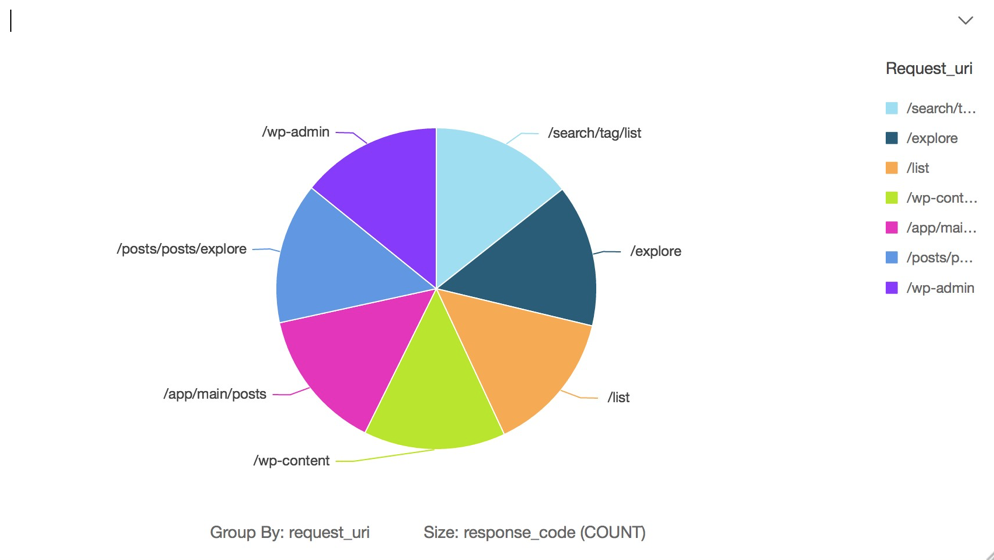 Request_uri
/search/t...
/explore
/list
/wp-cont...
/app/mai...
/posts/p...
/wp-admin
/wp-admin
/search/tag/list
/posts/posts/explore
/explore
/app/main/posts
/list
/wp-content
Group By: request_uri
Size: response_code (COUNT)